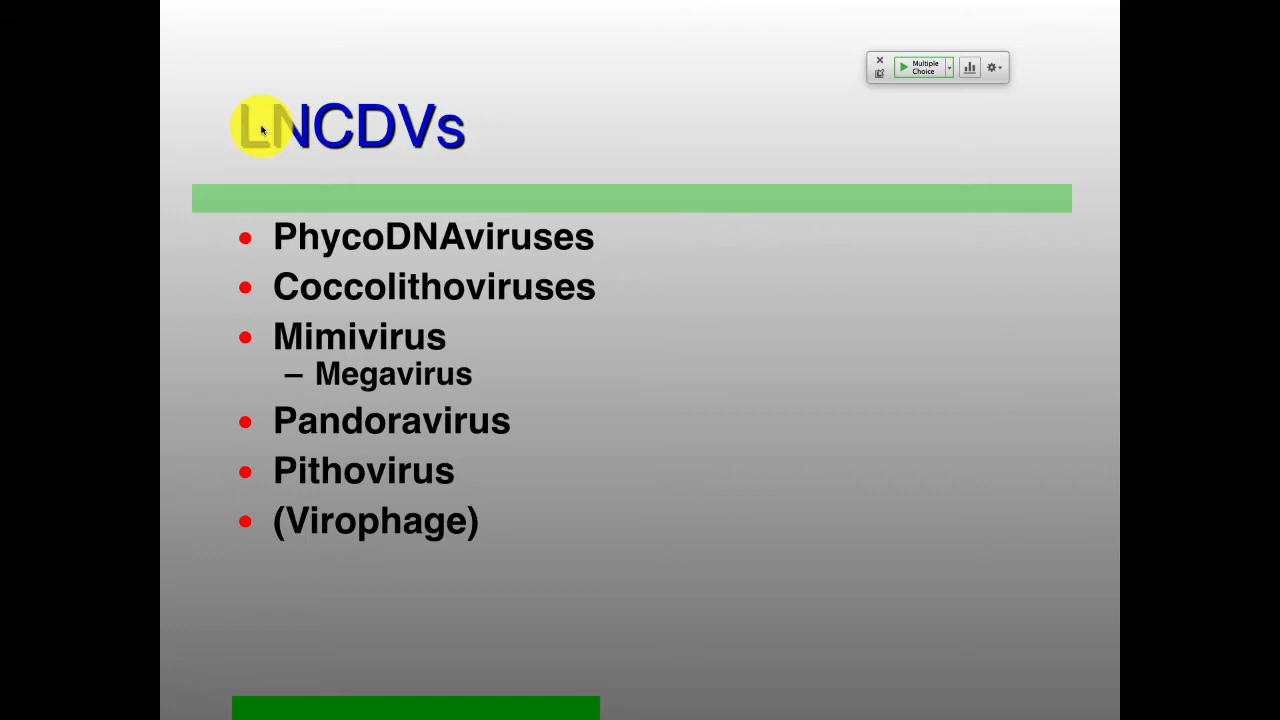 Multiple
Choice
LNCDVs
• PhycoDNAviruses
• Coccolithoviruses
• Mimivirus
– Megavirus
• Pandoravirus
• Pithovirus
• (Virophage)